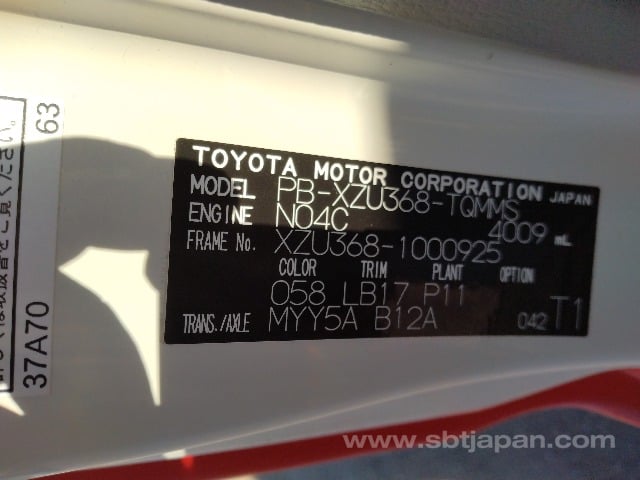 TOYOTA MOTOR CORPORATION JAPAN
MODEL PB-XZU368-TQMMS
ENGINE N04C 4009 mL
FRAME No. XZU368-1000925
COLOR TRIM PLANT OPTION
058 LB17 P11
TRANS./AXLE MYY5A B12A 042 T1
37A70
63
www.sbtjapan.com